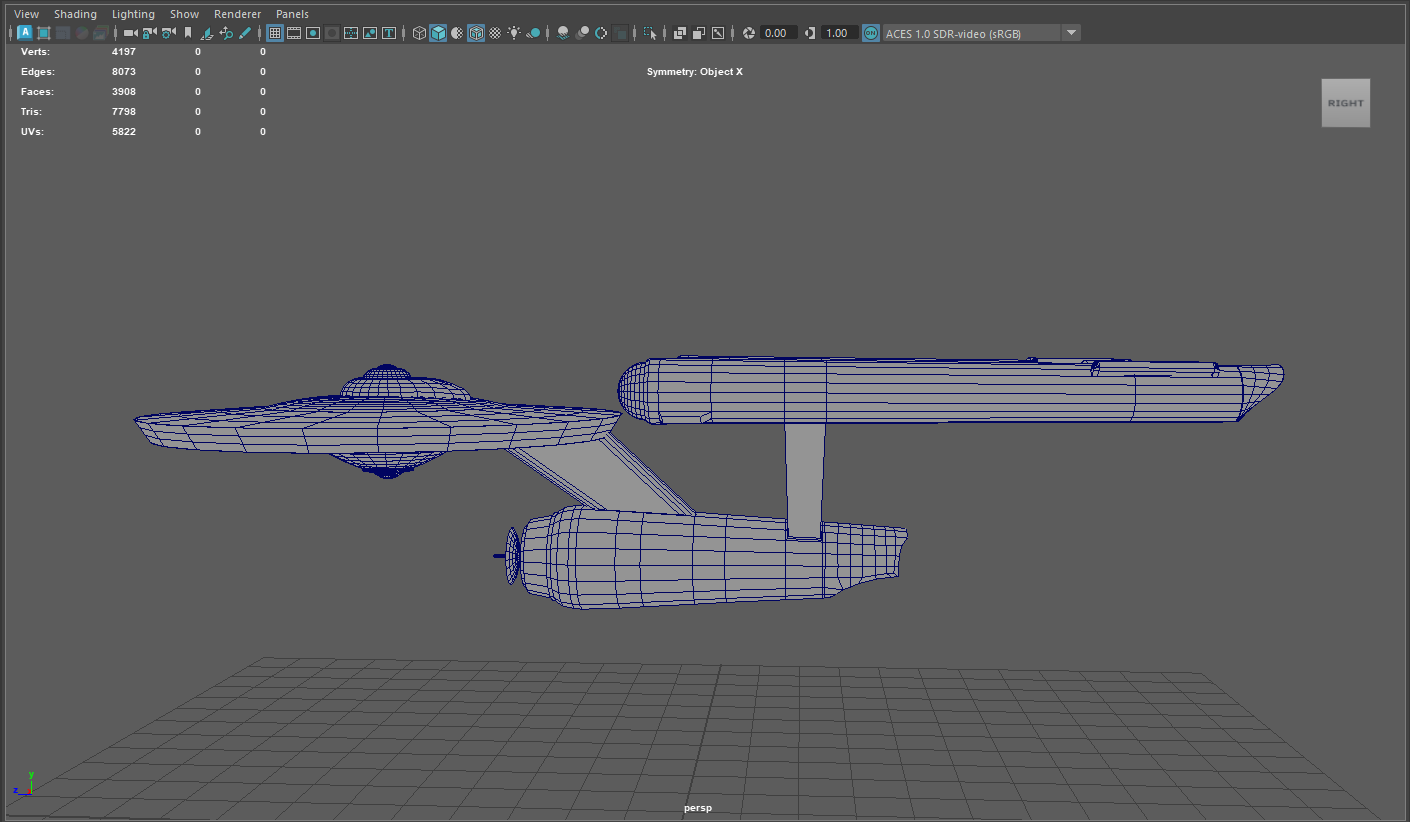 View Shading Lighting Show Renderer Panels
A T 0.00 1.00 ON ACES 1.0 SDR-video (sRGB)
Verts: 4197 0 0
Edges: 8073 0 0
Symmetry: Object X
Faces: 3908 0 0
RIGHT
Tris: 7798 0 0
UVs: 5822 0 0
y
z
persp